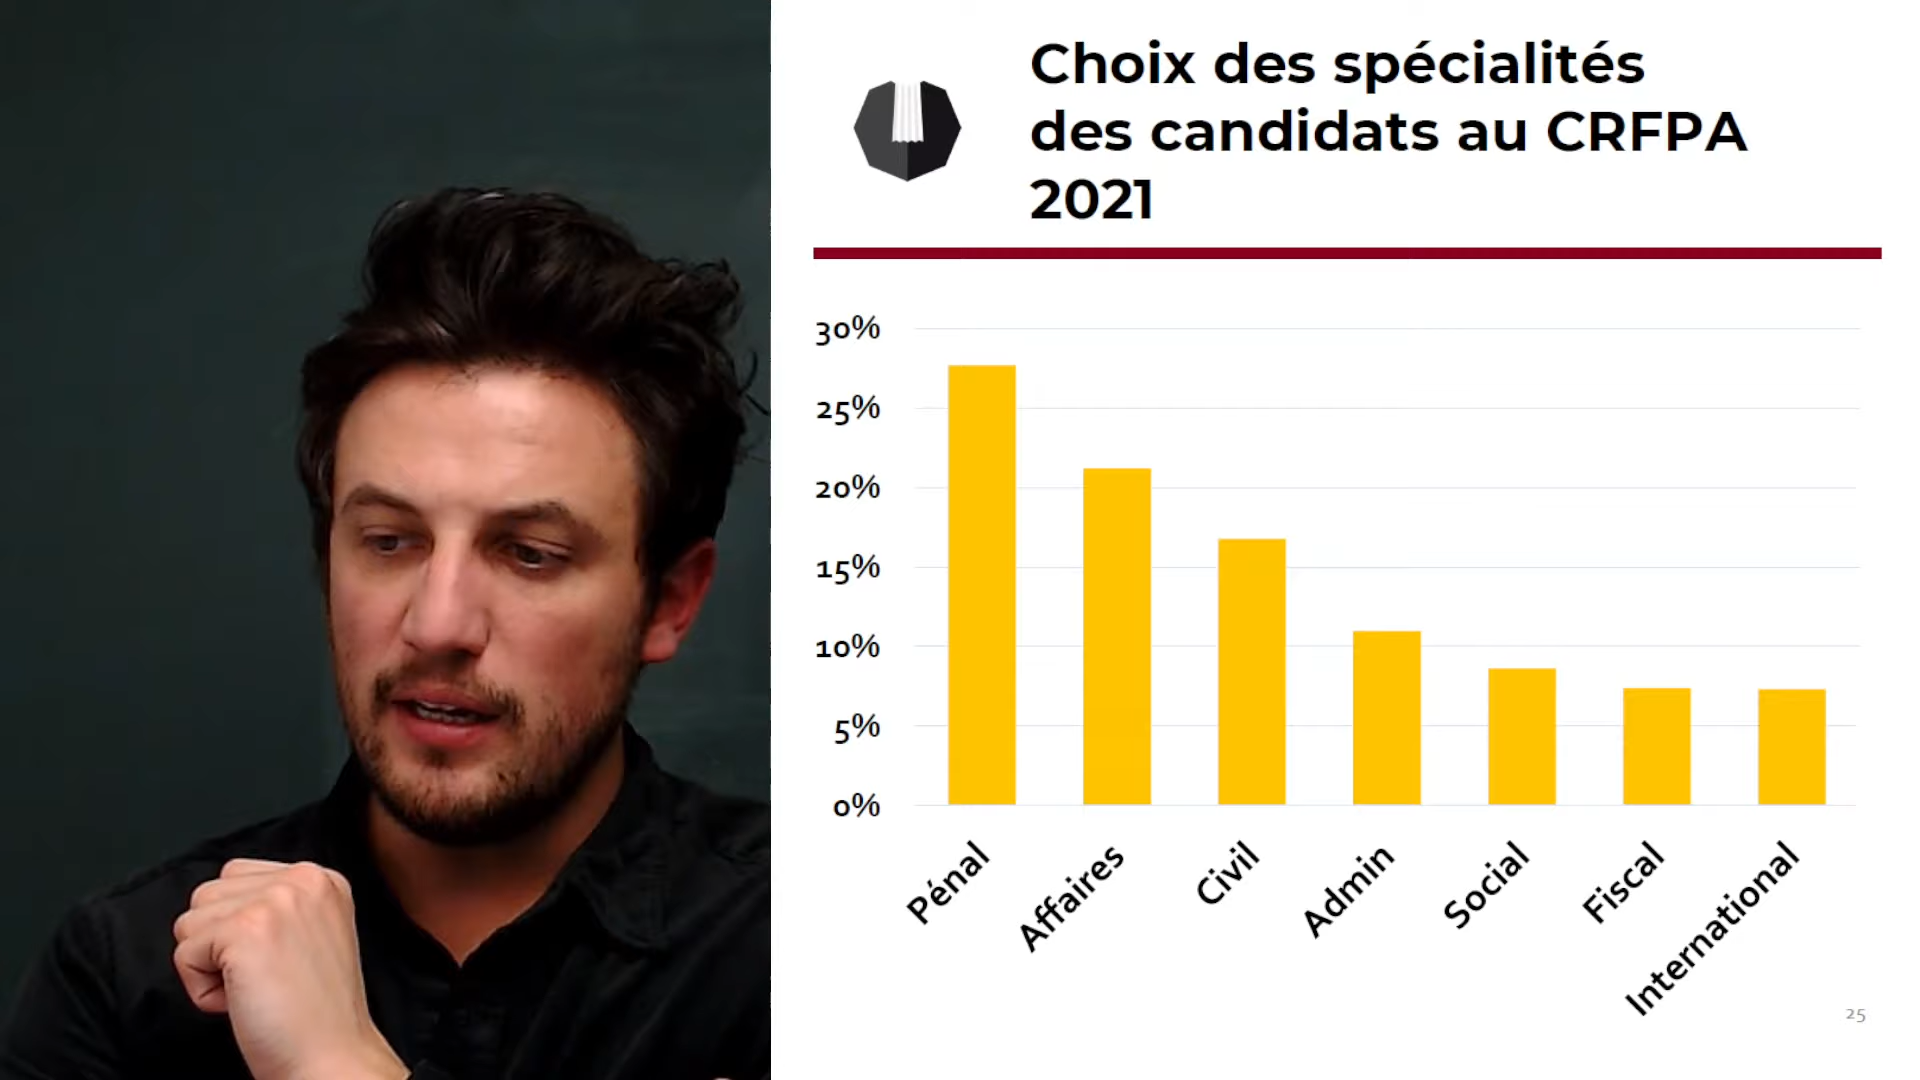 Choix des spécialités
des candidats au CRFPA
2021
30%
25%
20%
15%
10%
5%
0%
Pénal
Affaires
Civil
Admin
Social
Fiscal
International
25